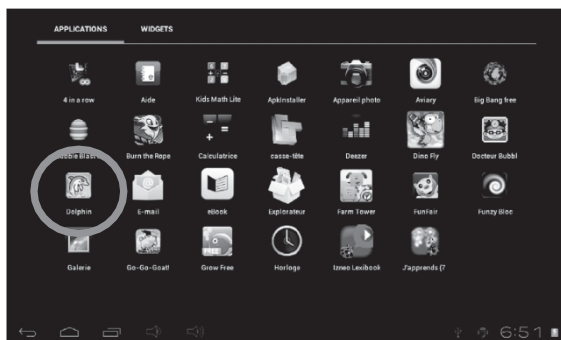 APPLICATIONS WIDGETS
4 in a row Aide Kids Math Lite ApkInstaller Appareil photo Aviary Big Bang free
Burn the Rope Calculatrice casse-tête Deezer Dino Fly Docteur Bubbl
Dolphin E-mail eBook Explorateur Farm Tower FunFair Funzy Bloc
Galerie Go-Go-Goat! Grow Free Horloge Izneo Lexibook J'apprends (7
6:51